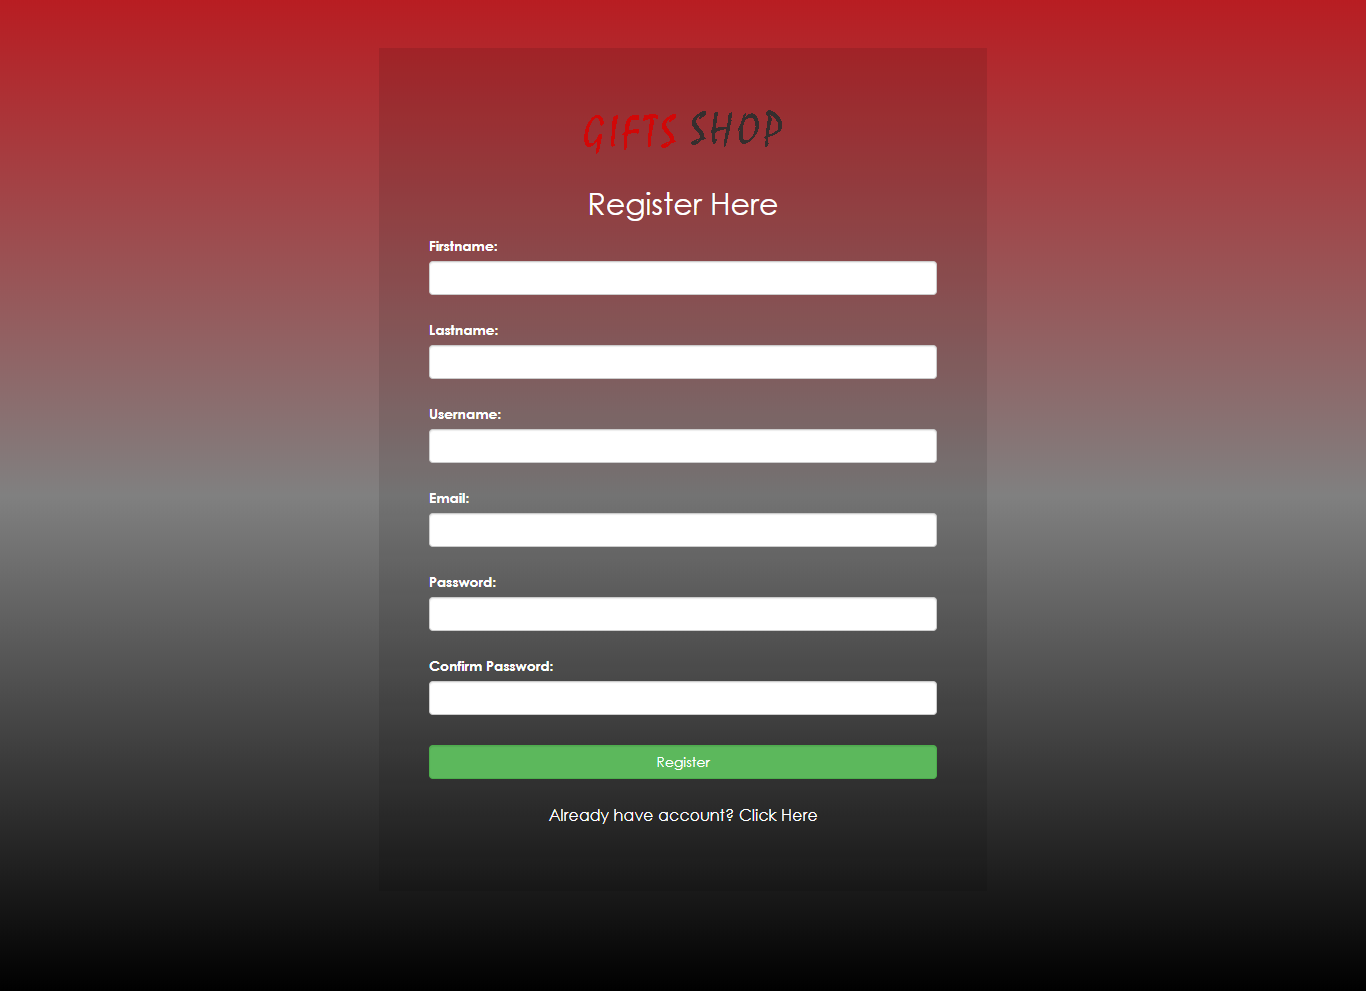 GIFTS SHOP
Register Here
Firstname:
Lastname:
Username:
Email:
Password:
Confirm Password:
Register
Already have account? Click Here